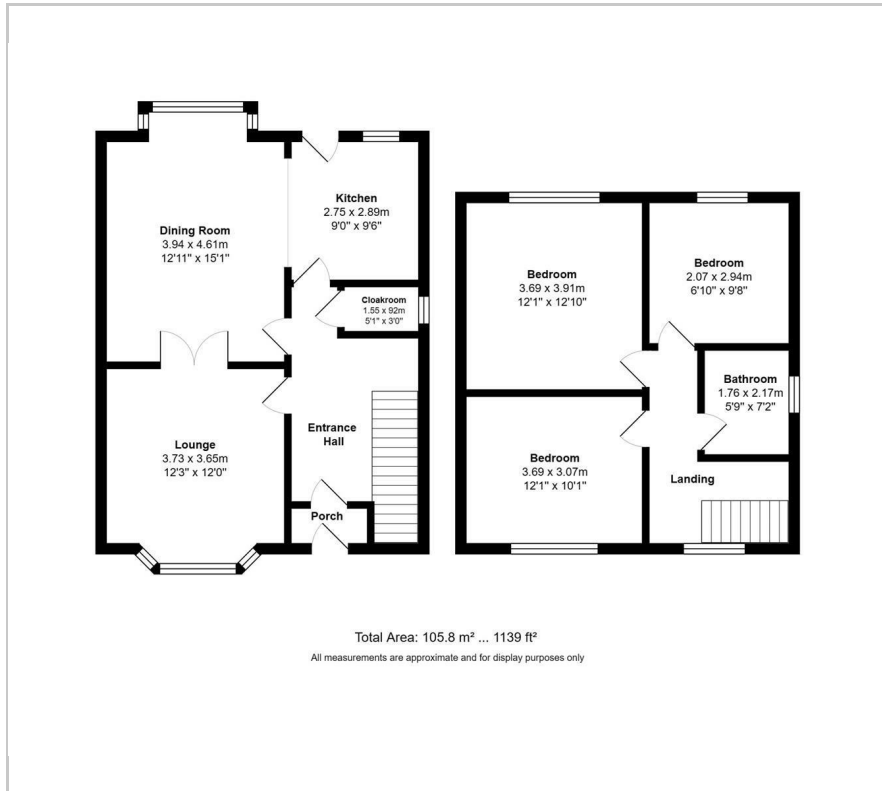 Dining Room
3.94 x 4.61m
12'11" x 15'1"
Kitchen
2.75 x 2.89m
9'0" x 9'6"
Cloakroom
1.55 x 92m
5'1" x 3'0"
Lounge
3.73 x 3.65m
12'3" x 12'0"
Entrance
Hall
Porch
Bedroom
3.69 x 3.91m
12'1" x 12'10"
Bedroom
2.07 x 2.94m
6'10" x 9'8"
Bathroom
1.76 x 2.17m
5'9" x 7'2"
Bedroom
3.69 x 3.07m
12'1" x 10'1"
Landing
Total Area: 105.8 m² ... 1139 ft²
All measurements are approximate and for display purposes only